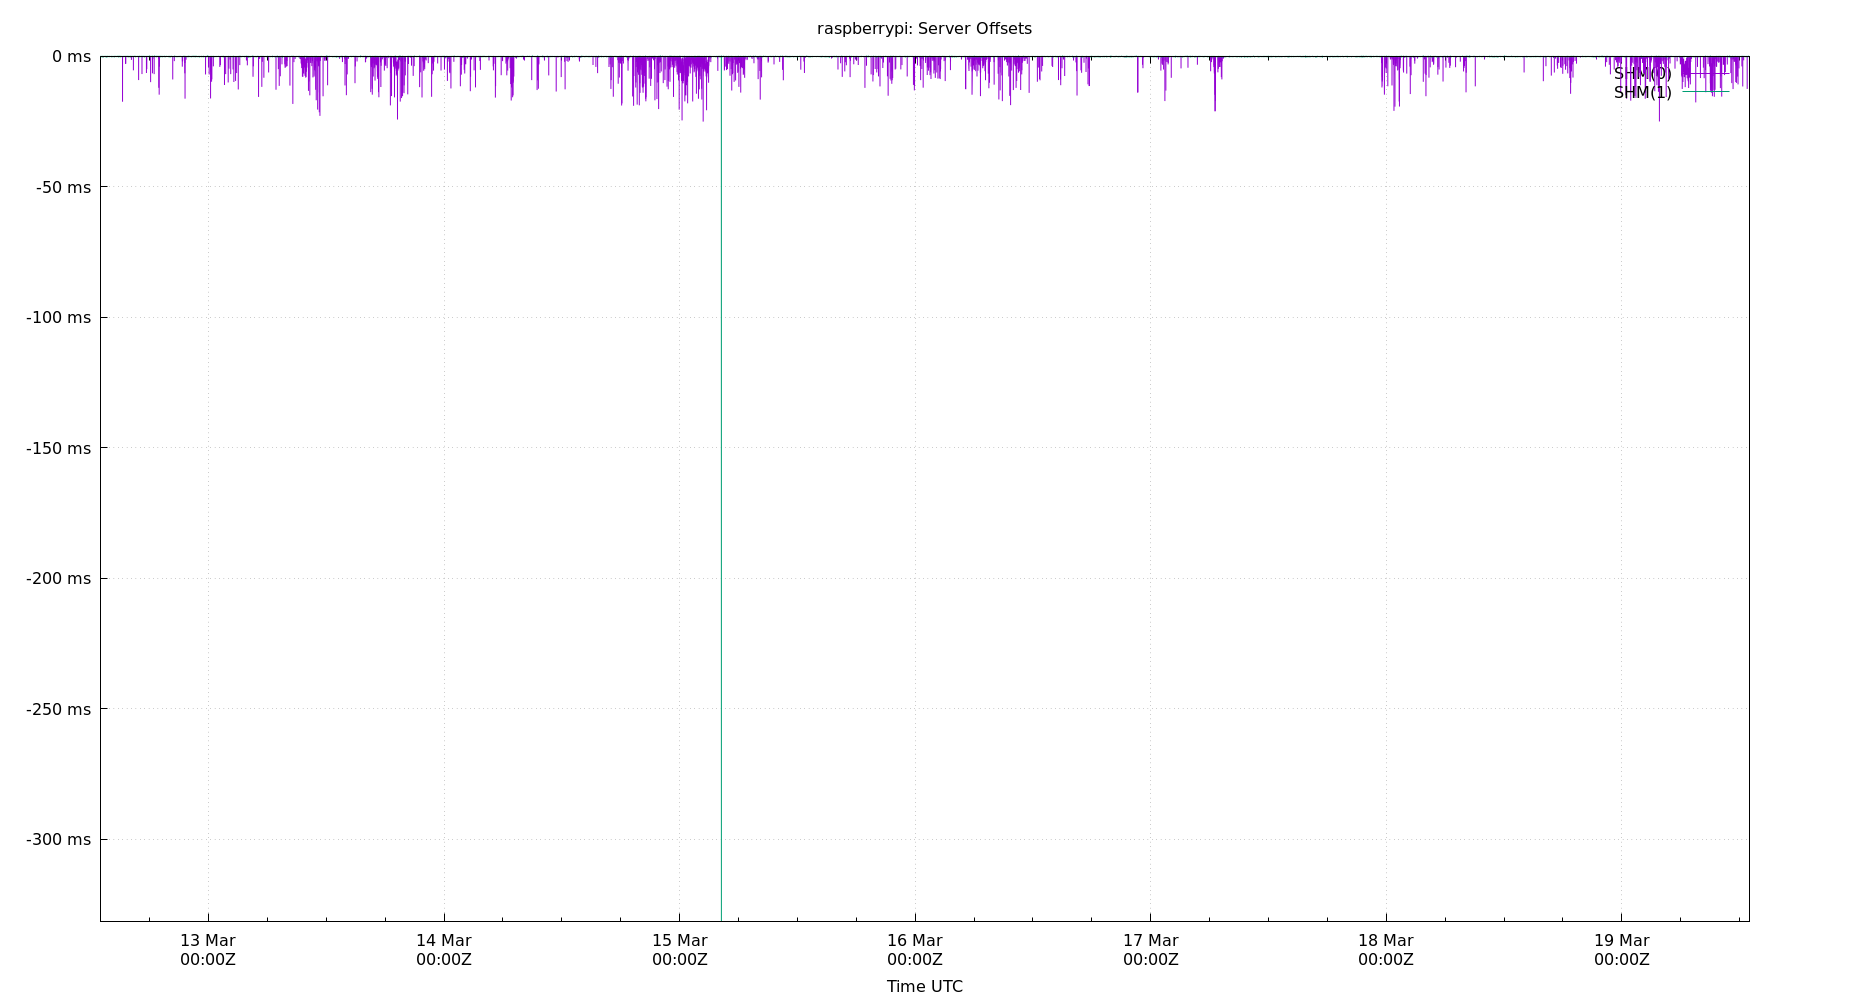 raspberrypi: Server Offsets
0 ms
SHM(0)
SHM(1)
-50 ms
-100 ms
-150 ms
-200 ms
-250 ms
-300 ms
13 Mar 14 Mar 15 Mar 16 Mar 17 Mar 18 Mar 19 Mar
00:00Z 00:00Z 00:00Z 00:00Z 00:00Z 00:00Z 00:00Z
Time UTC